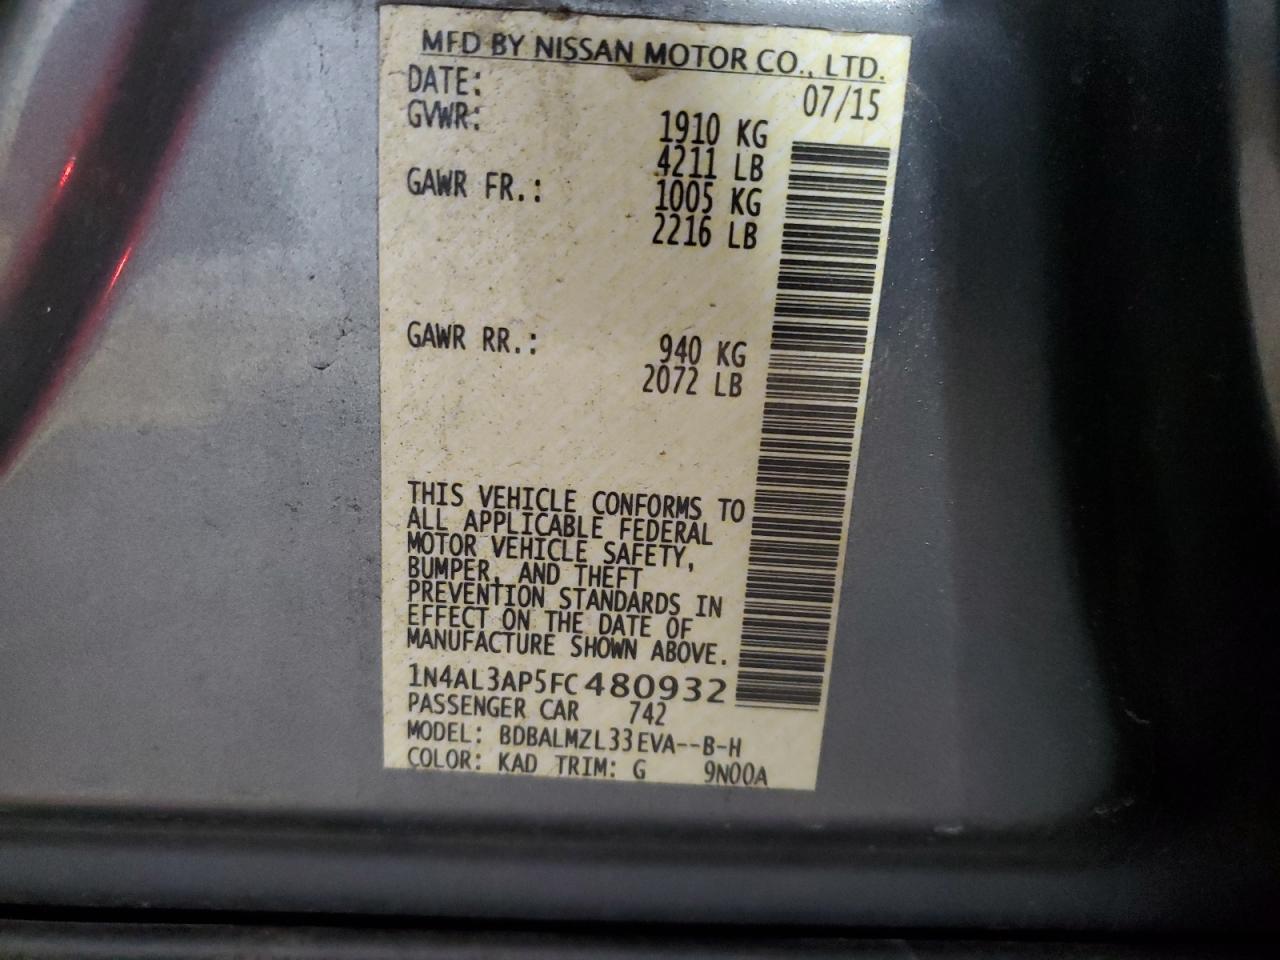 MFD BY NISSAN MOTOR CO., LTD.
DATE: 07/15
GVWR: 1910 KG
4211 LB
GAWR FR.: 1005 KG
2216 LB
GAWR RR.: 940 KG
2072 LB
THIS VEHICLE CONFORMS TO
ALL APPLICABLE FEDERAL
MOTOR VEHICLE SAFETY,
BUMPER, AND THEFT
PREVENTION STANDARDS IN
EFFECT ON THE DATE OF
MANUFACTURE SHOWN ABOVE.
1N4AL3AP5FC480932
PASSENGER CAR 742
MODEL: BDBALMZL33EVA--B-H
COLOR: KAD TRIM: G 9N00A